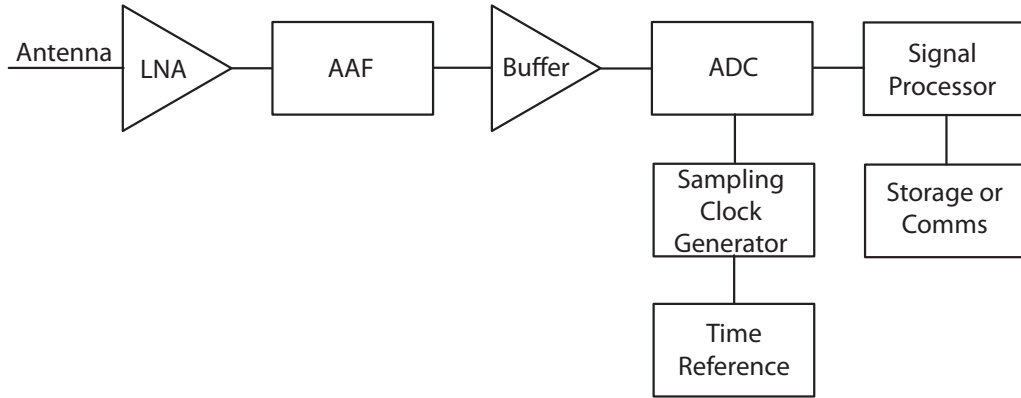 Antenna
LNA
AAF
Buffer
ADC
Signal
Processor
Sampling
Clock
Generator
Storage or
Comms
Time
Reference